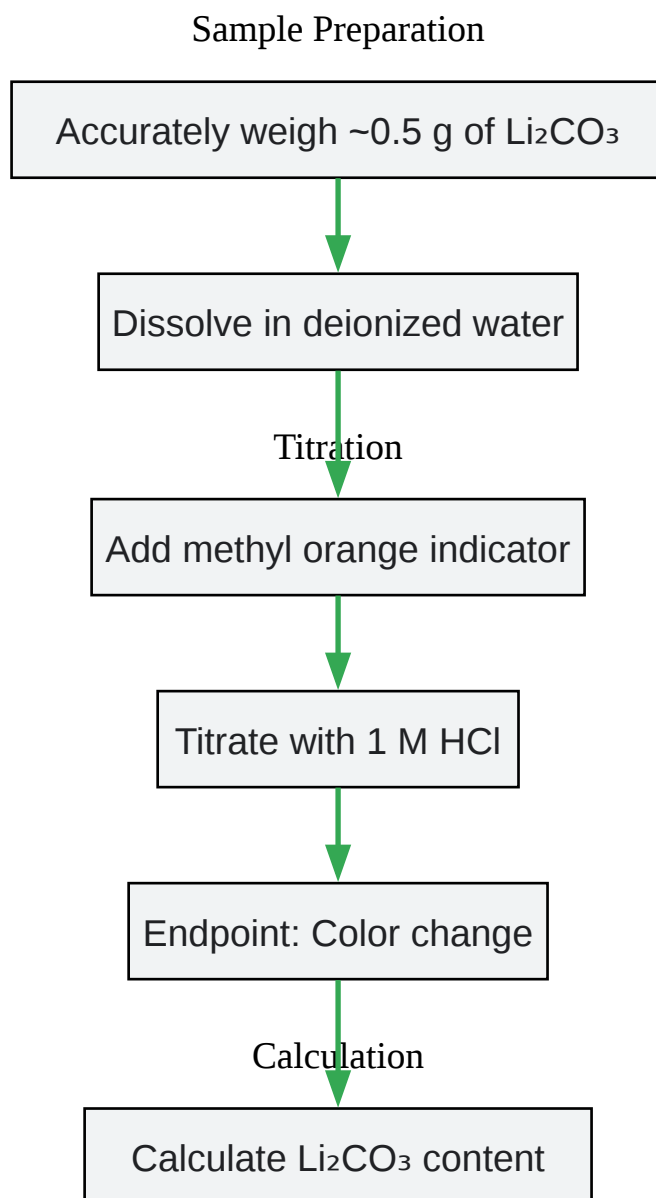 Sample Preparation
Accurately weigh ~0.5 g of Li₂CO₃
Dissolve in deionized water
Titration
Add methyl orange indicator
Titrate with 1 M HCl
Endpoint: Color change
Calculation
Calculate Li₂CO₃ content